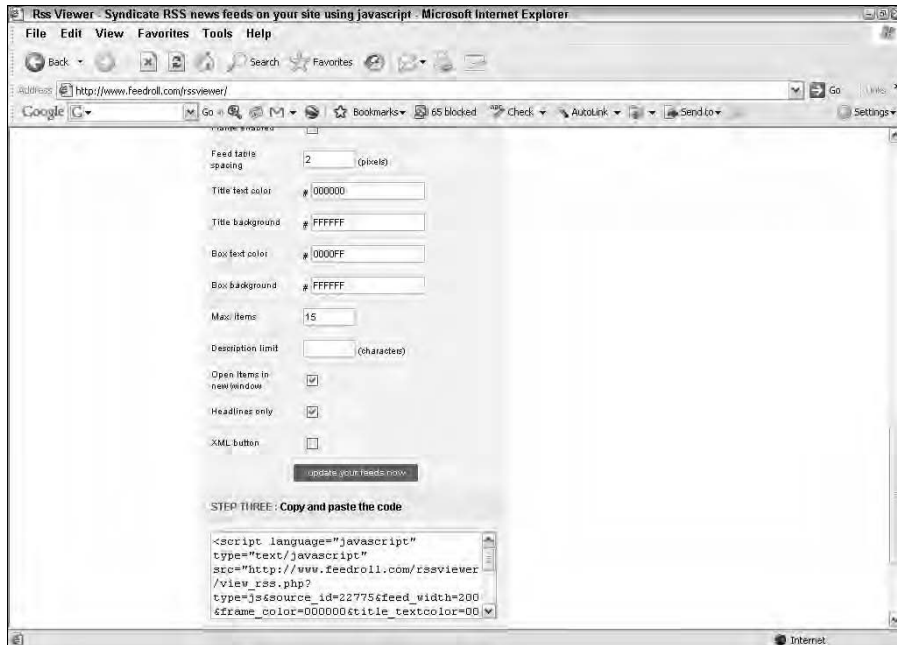 Rss Viewer - Syndicate RSS news feeds on your site using javascript - Microsoft Internet Explorer
File Edit View Favorites Tools Help
Back Search Favorites
Address http://www.feedroll.com/rssviewer/ Go Links
Google G Go Bookmarks 65 blocked Check AutoLink Send to Settings
Frame enabled
Feed table
spacing 2 (pixels)
Title text color # 000000
Title background # FFFFFF
Box text color # 0000FF
Box background # FFFFFF
Max. items 15
Description limit (characters)
Open items in
new window
Headlines only
XML button
update your feeds now
STEP THREE : Copy and paste the code
<script language="javascript"
type="text/javascript"
src="http://www.feedroll.com/rssviewer
/view_rss.php?
type=js&source_id=22775&feed_width=200
&frame_color=000000&title_textcolor=00
Internet